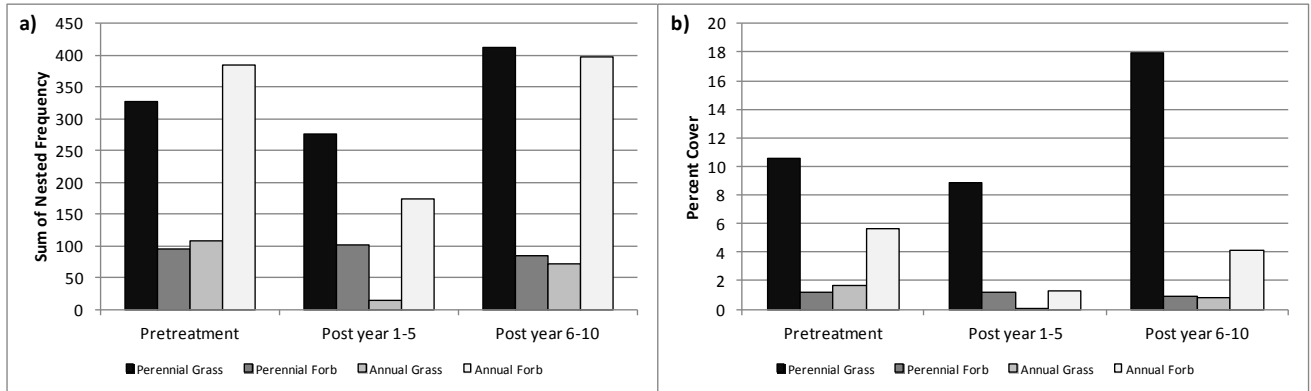 a)
Sum of Nested Frequency
450
400
350
300
250
200
150
100
50
0
Pretreatment Post year 1-5 Post year 6-10
Perennial Grass Perennial Forb Annual Grass Annual Forb
b)
Percent Cover
20
18
16
14
12
10
8
6
4
2
0
Pretreatment Post year 1-5 Post year 6-10
Perennial Grass Perennial Forb Annual Grass Annual Forb